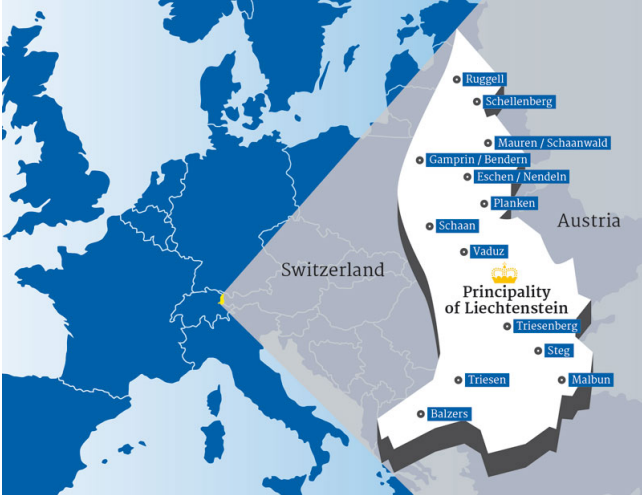 Ruggell
Schellenberg
Mauren / Schaanwald
Gamprin / Bendern
Eschen / Nendeln
Planken
Austria
Schaan
Vaduz
Switzerland
Principality
of Liechtenstein
Triesenberg
Steg
Triesen
Malbun
Balzers